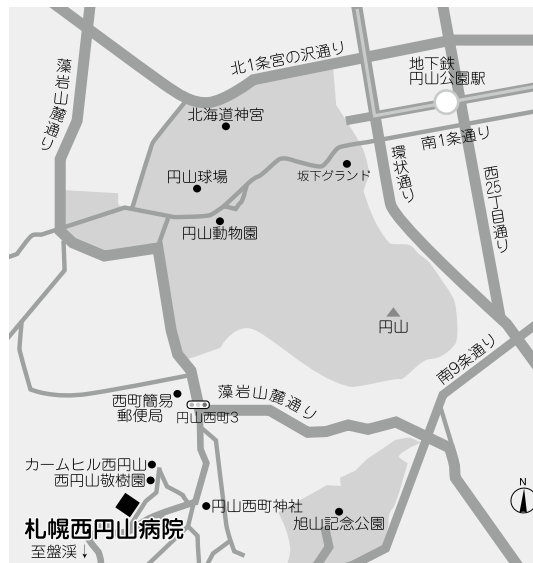 北1条宮の沢通り
藻岩山麓通り
地下鉄
円山公園駅
北海道神宮
南1条通り
環状通り
円山球場
坂下グランド
西25丁目通り
円山動物園
円山
南9条通り
西町簡易
郵便局
藻岩山麓通り
円山西町3
カームヒル西円山
西円山敬樹園
円山西町神社
N
旭山記念公園
札幌西円山病院
至盤渓↓